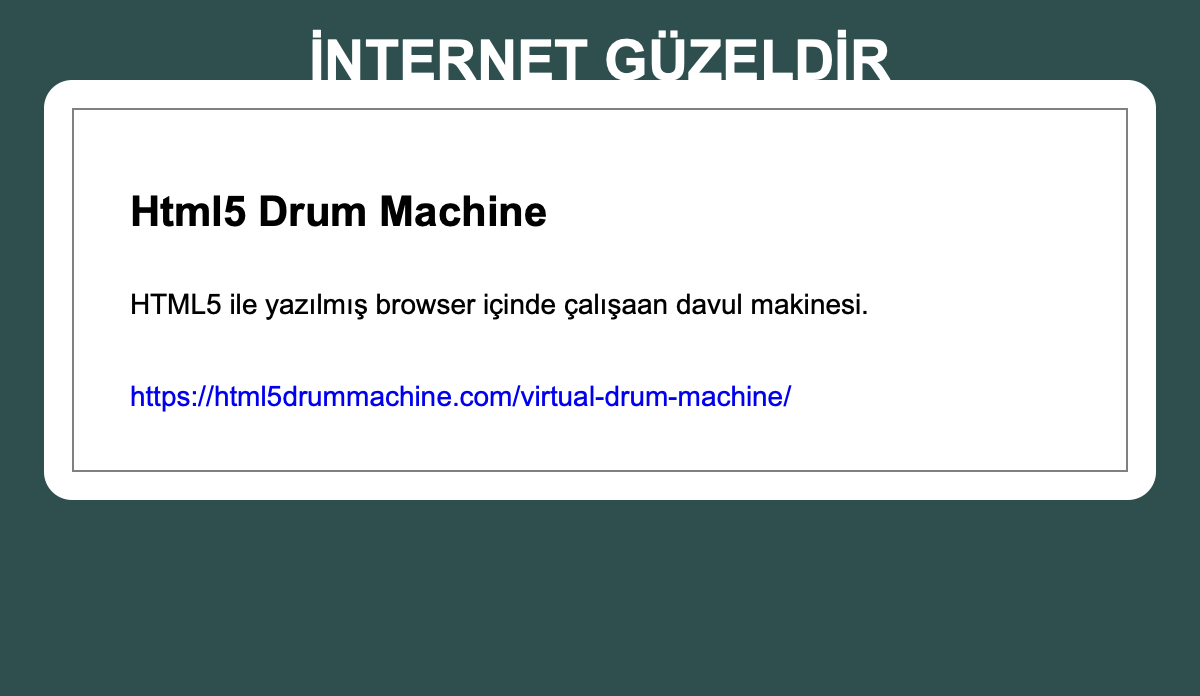 İNTERNET GÜZELDİR
Html5 Drum Machine
HTML5 ile yazılmış browser içinde çalışaan davul makinesi.
https://html5drummachine.com/virtual-drum-machine/